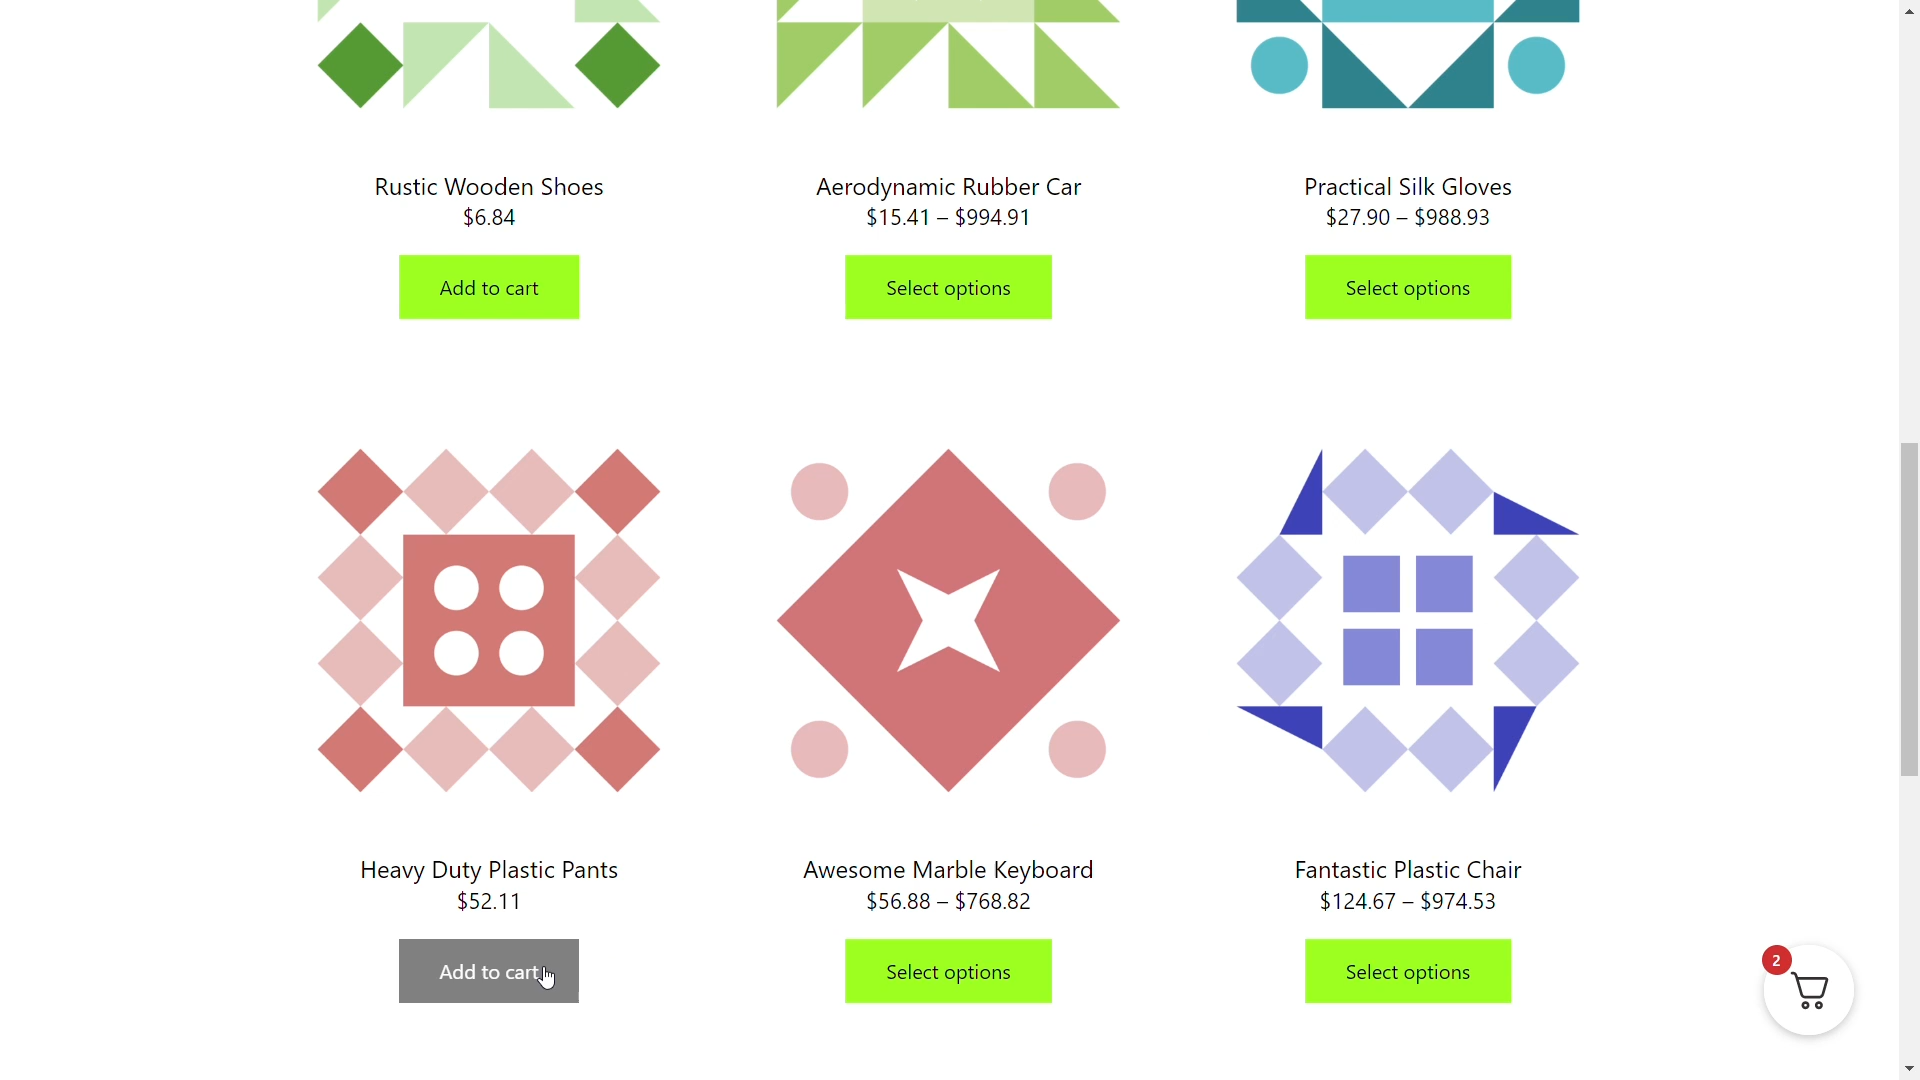 Rustic Wooden Shoes
$6.84
Add to cart
Aerodynamic Rubber Car
$15.41 – $994.91
Select options
Practical Silk Gloves
$27.90 – $988.93
Select options
Heavy Duty Plastic Pants
$52.11
Add to cart
Awesome Marble Keyboard
$56.88 – $768.82
Select options
Fantastic Plastic Chair
$124.67 – $974.53
Select options
2